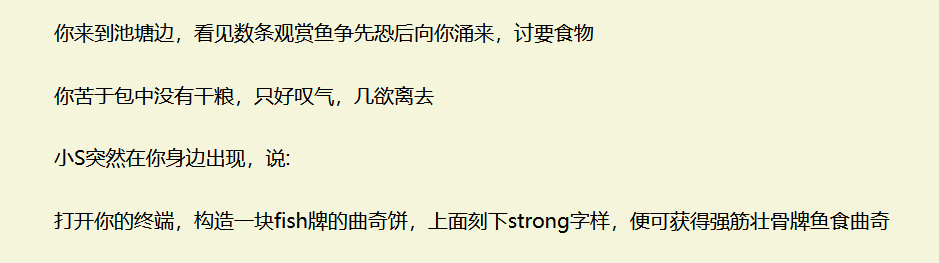 你来到池塘边，看见数条观赏鱼争先恐后向你涌来，讨要食物
你苦于包中没有干粮，只好叹气，几欲离去
小S突然在你身边出现，说:
打开你的终端，构造一块fish牌的曲奇饼，上面刻下strong字样，便可获得强筋壮骨牌鱼食曲奇